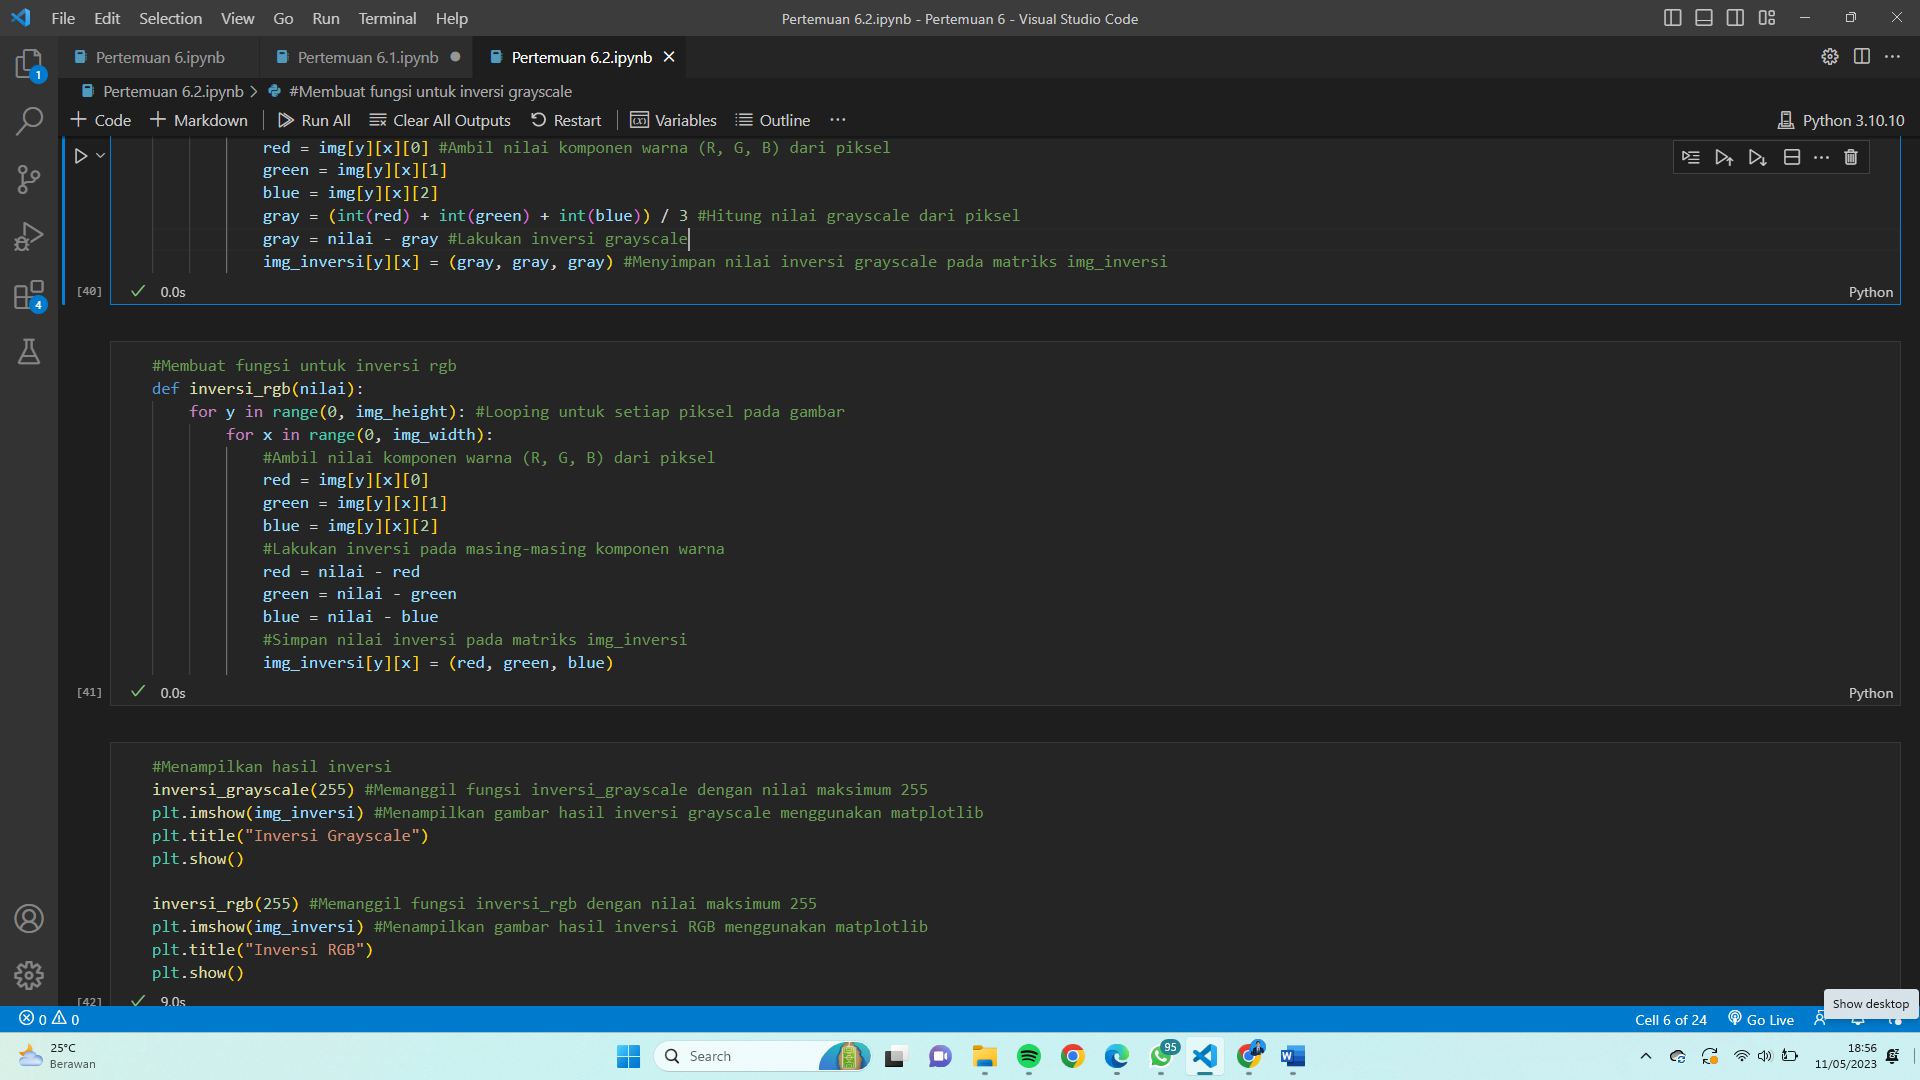 File Edit Selection View Go Run Terminal Help
Pertemuan 6.2.ipynb - Pertemuan 6 - Visual Studio Code
Pertemuan 6.ipynb Pertemuan 6.1.ipynb Pertemuan 6.2.ipynb
Pertemuan 6.2.ipynb > #Membuat fungsi untuk inversi grayscale
+ Code + Markdown Run All Clear All Outputs Restart Variables Outline ... Python 3.10.10
red = img[y][x][0] #Ambil nilai komponen warna (R, G, B) dari piksel
green = img[y][x][1]
blue = img[y][x][2]
gray = (int(red) + int(green) + int(blue)) / 3 #Hitung nilai grayscale dari piksel
gray = nilai - gray #Lakukan inversi grayscale
img_inversi[y][x] = (gray, gray, gray) #Menyimpan nilai inversi grayscale pada matriks img_inversi
[40] 0.0s Python
#Membuat fungsi untuk inversi rgb
def inversi_rgb(nilai):
for y in range(0, img_height): #Looping untuk setiap piksel pada gambar
for x in range(0, img_width):
#Ambil nilai komponen warna (R, G, B) dari piksel
red = img[y][x][0]
green = img[y][x][1]
blue = img[y][x][2]
#Lakukan inversi pada masing-masing komponen warna
red = nilai - red
green = nilai - green
blue = nilai - blue
#Simpan nilai inversi pada matriks img_inversi
img_inversi[y][x] = (red, green, blue)
[41] 0.0s Python
#Menampilkan hasil inversi
inversi_grayscale(255) #Memanggil fungsi inversi_grayscale dengan nilai maksimum 255
plt.imshow(img_inversi) #Menampilkan gambar hasil inversi grayscale menggunakan matplotlib
plt.title("Inversi Grayscale")
plt.show()
inversi_rgb(255) #Memanggil fungsi inversi_rgb dengan nilai maksimum 255
plt.imshow(img_inversi) #Menampilkan gambar hasil inversi RGB menggunakan matplotlib
plt.title("Inversi RGB")
plt.show()
[42] 9.0s
1
4
Show desktop
0 0 Cell 6 of 24 Go Live
25°C
Berawan
Search
95
18:56
11/05/2023